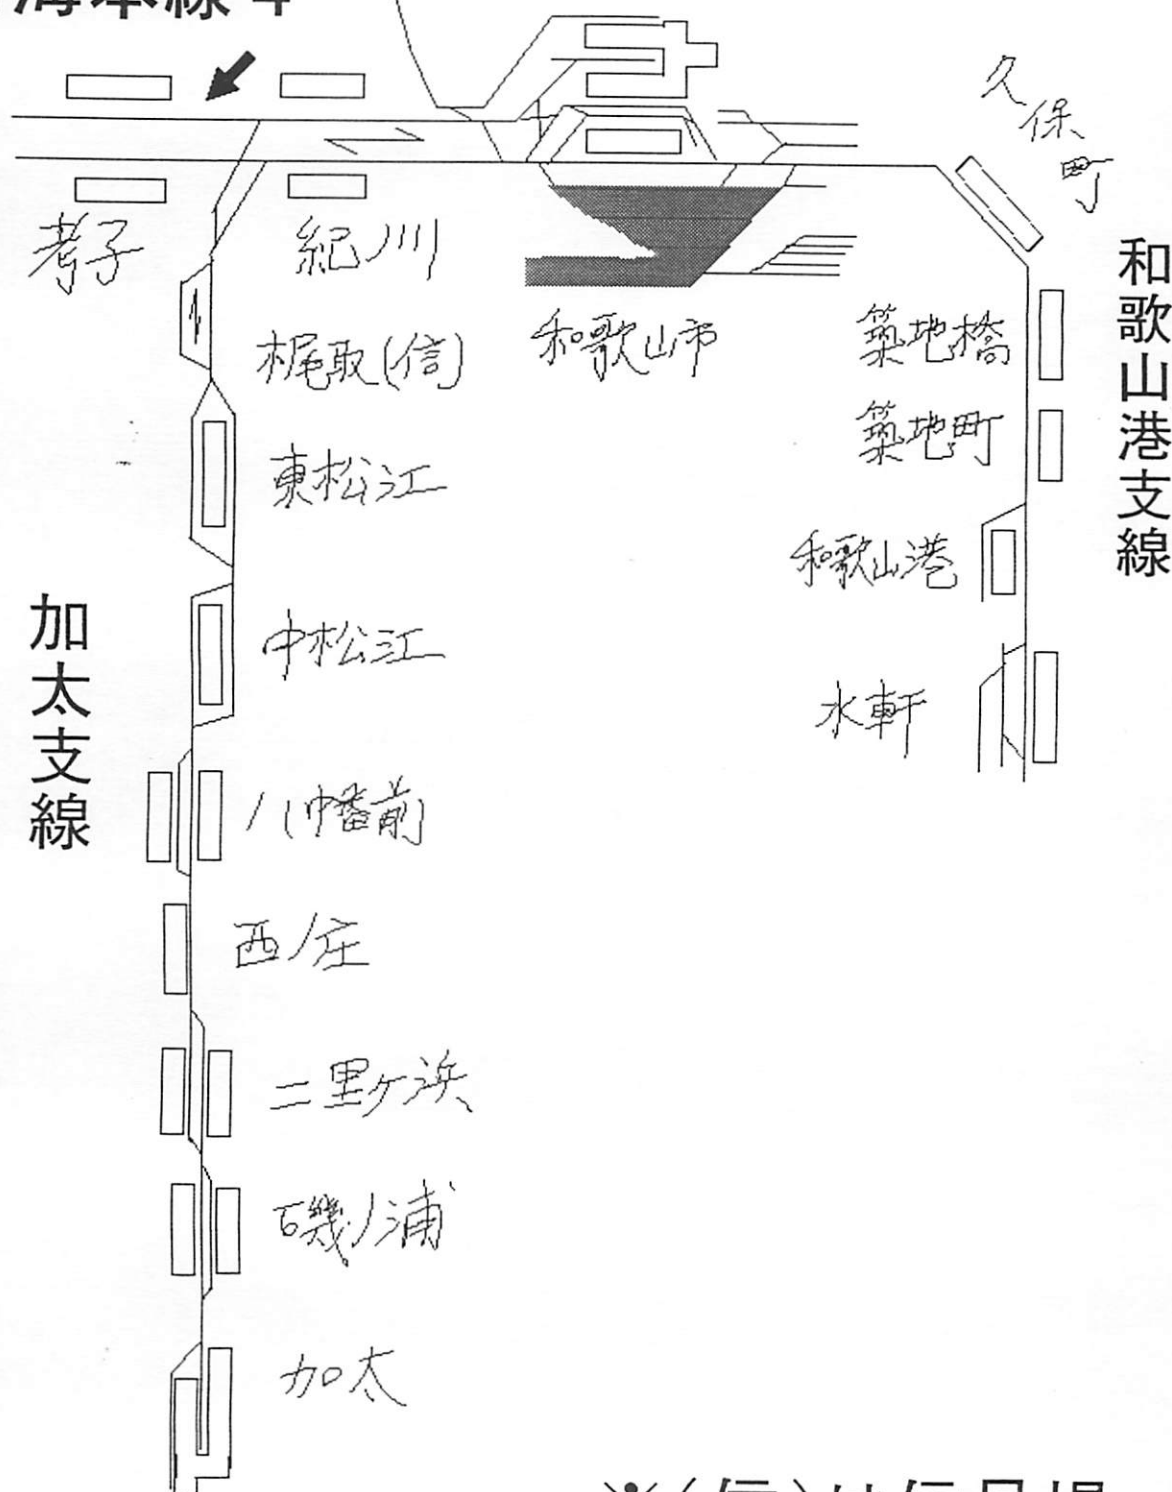 海本線 4
久保町
孝子
紀ノ川
和歌山市
梶取(信)
東松江
中松江
八幡前
西ノ庄
二里ヶ浜
磯ノ浦
加太
築地橋
築地町
和歌山港
水軒
和歌山港支線
加太支線
※(信)は信号場